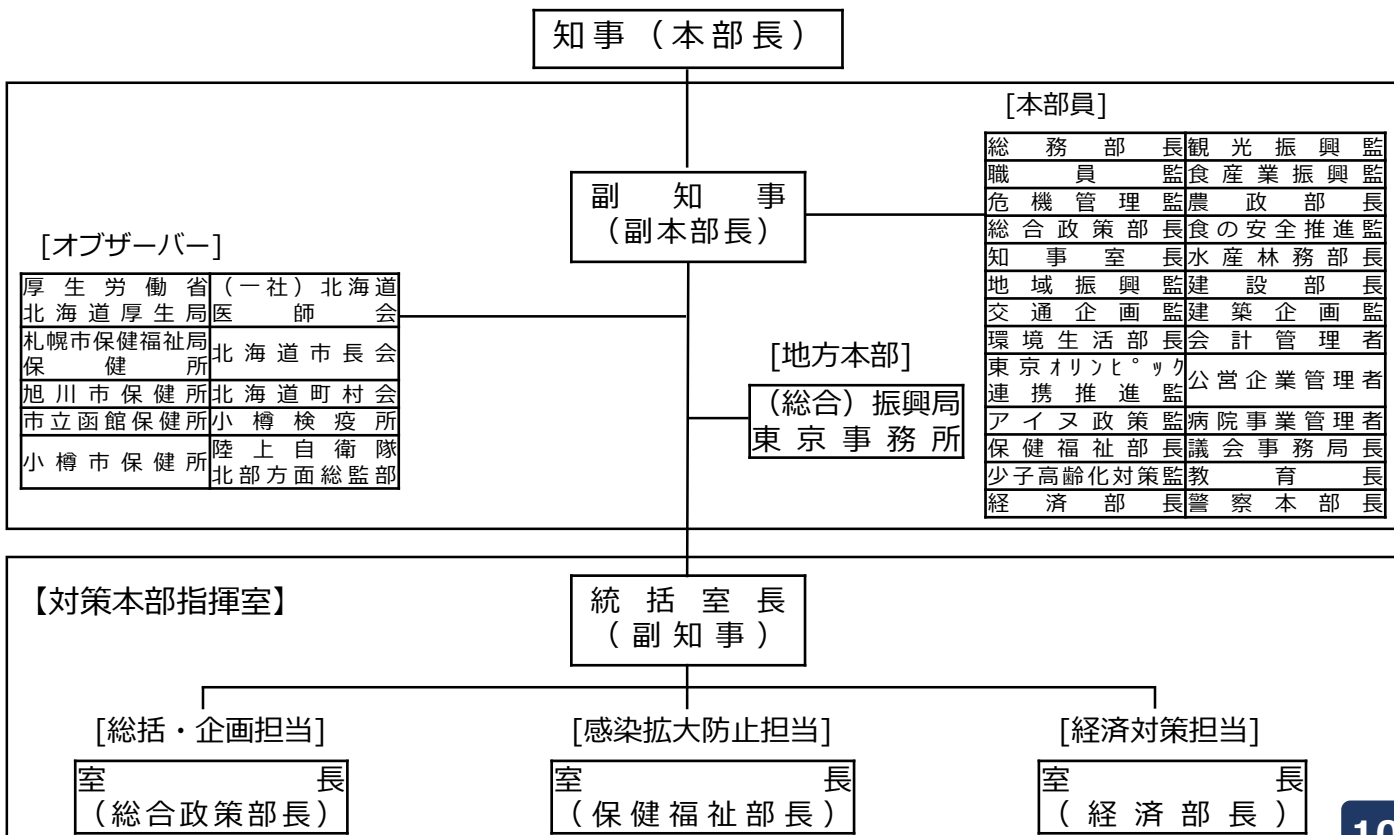 知事（本部長）
[本部員]
総務部長 観光振興監
職員監 食産業振興監
危機管理監 農政部長
総合政策部長 食の安全推進監
知事室長 水産林務部長
地域振興監 建設部長
交通企画監 建築企画監
環境生活部長 会計管理者
東京オリンピック
連携推進監
公営企業管理者
アイヌ政策監 病院事業管理者
保健福祉部長 議会事務局長
少子高齢化対策監 教育長
経済部長 警察本部長
副知事
（副本部長）
[オブザーバー]
厚生労働省
北海道厚生局
（一社）北海道
医師会
札幌市保健福祉局
保健所
北海道市長会
旭川市保健所 北海道町村会
市立函館保健所 小樽検疫所
小樽市保健所
陸上自衛隊
北部方面総監部
[地方本部]
（総合）振興局
東京事務所
【対策本部指揮室】
統括室長
（副知事）
[総括・企画担当]
室長
（総合政策部長）
[感染拡大防止担当]
室長
（保健福祉部長）
[経済対策担当]
室長
（経済部長）